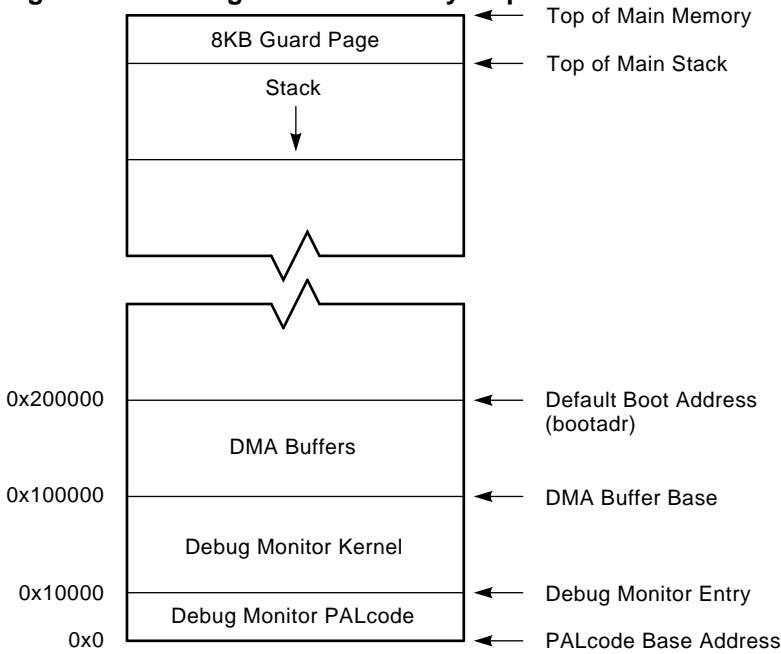 Top of Main Memory
8KB Guard Page
Top of Main Stack
Stack
0x200000
Default Boot Address
(bootadr)
DMA Buffers
0x100000
DMA Buffer Base
Debug Monitor Kernel
0x10000
Debug Monitor Entry
Debug Monitor PALcode
0x0
PALcode Base Address